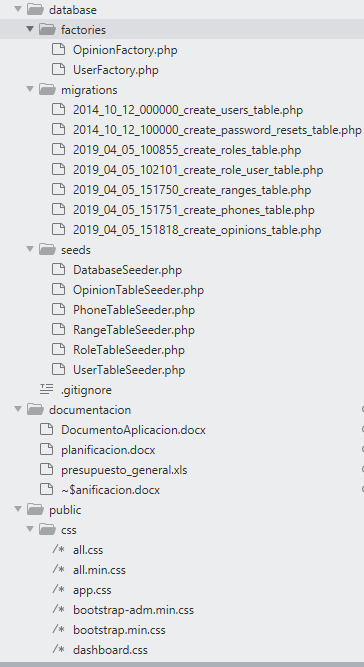 database
factories
OpinionFactory.php
UserFactory.php
migrations
2014_10_12_000000_create_users_table.php
2014_10_12_100000_create_password_resets_table.php
2019_04_05_100855_create_roles_table.php
2019_04_05_102101_create_role_user_table.php
2019_04_05_151750_create_ranges_table.php
2019_04_05_151751_create_phones_table.php
2019_04_05_151818_create_opinions_table.php
seeds
DatabaseSeeder.php
OpinionTableSeeder.php
PhoneTableSeeder.php
RangeTableSeeder.php
RoleTableSeeder.php
UserTableSeeder.php
.gitignore
documentacion
DocumentoAplicacion.docx
planificacion.docx
presupuesto_general.xls
~$anificacion.docx
public
css
/* all.css
/* all.min.css
/* app.css
/* bootstrap-adm.min.css
/* bootstrap.min.css
/* dashboard.css